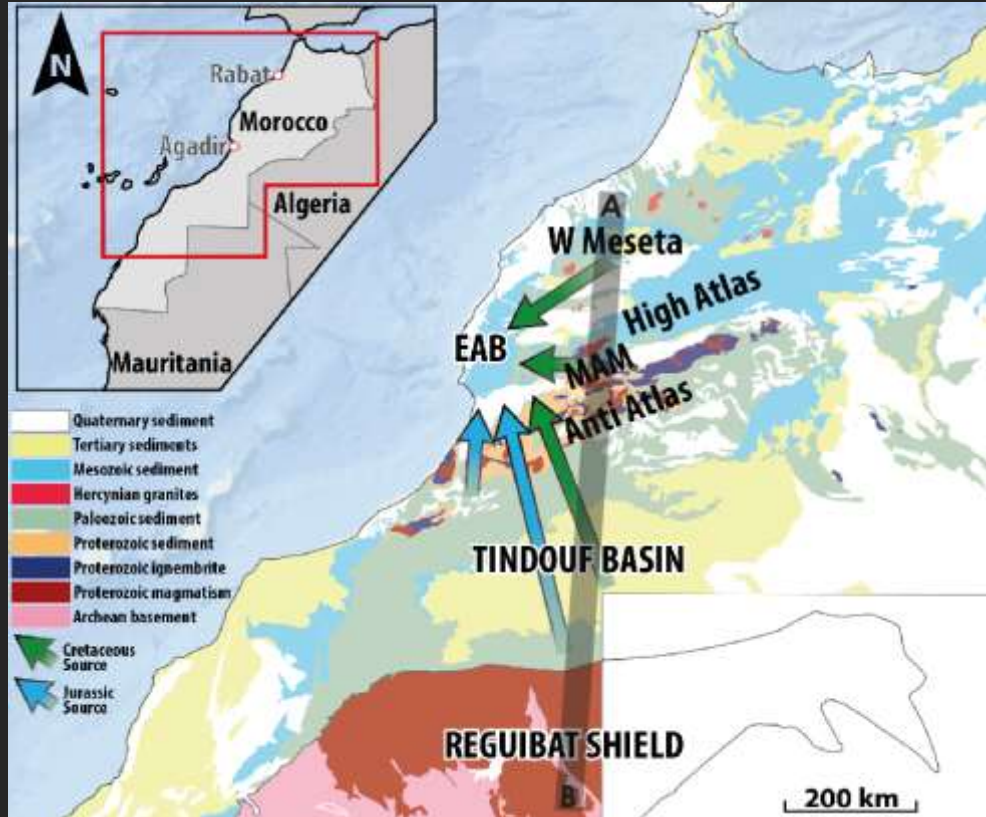 N
Rabat
Morocco
Agadir
Algeria
Mauritania
A
W Meseta
High Atlas
EAB
MAM
Anti Atlas
TINDOUF BASIN
REGUIBAT SHIELD
B
200 km
Quaternary sediment
Tertiary sediments
Mesozoic sediment
Hercynian granites
Paleezoic sediment
Proterozoic sediment
Proterozoic ignembrite
Proterozoic magmatism
Archean basement
Cretaceous
Source
Jurassic
Source